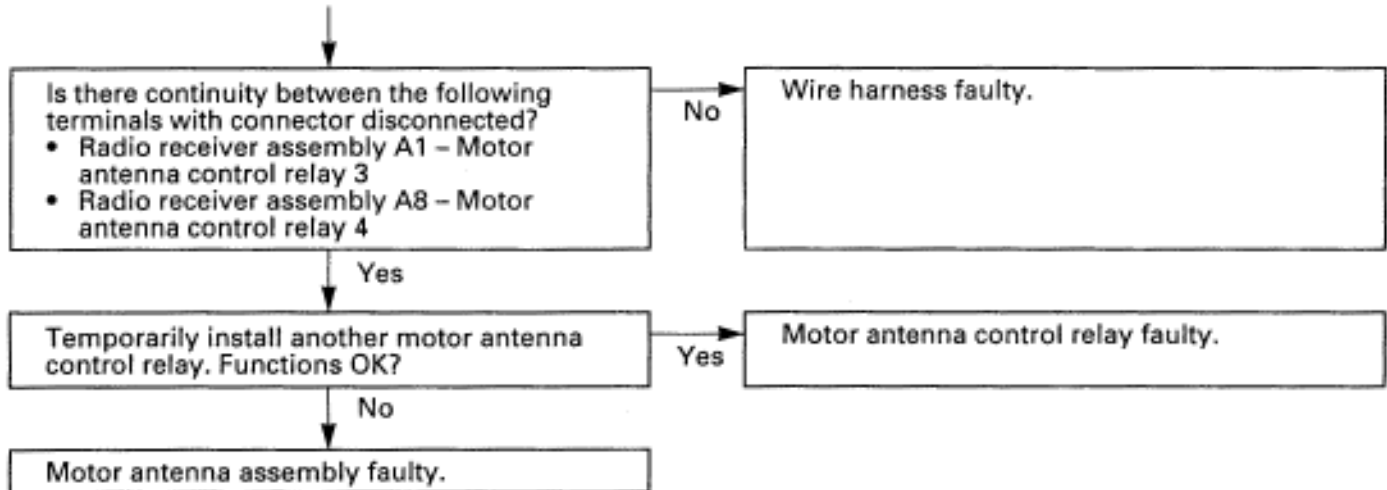 Is there continuity between the following
terminals with connector disconnected?
• Radio receiver assembly A1 – Motor
antenna control relay 3
• Radio receiver assembly A8 – Motor
antenna control relay 4
No
Wire harness faulty.
Yes
Temporarily install another motor antenna
control relay. Functions OK?
Yes
Motor antenna control relay faulty.
No
Motor antenna assembly faulty.